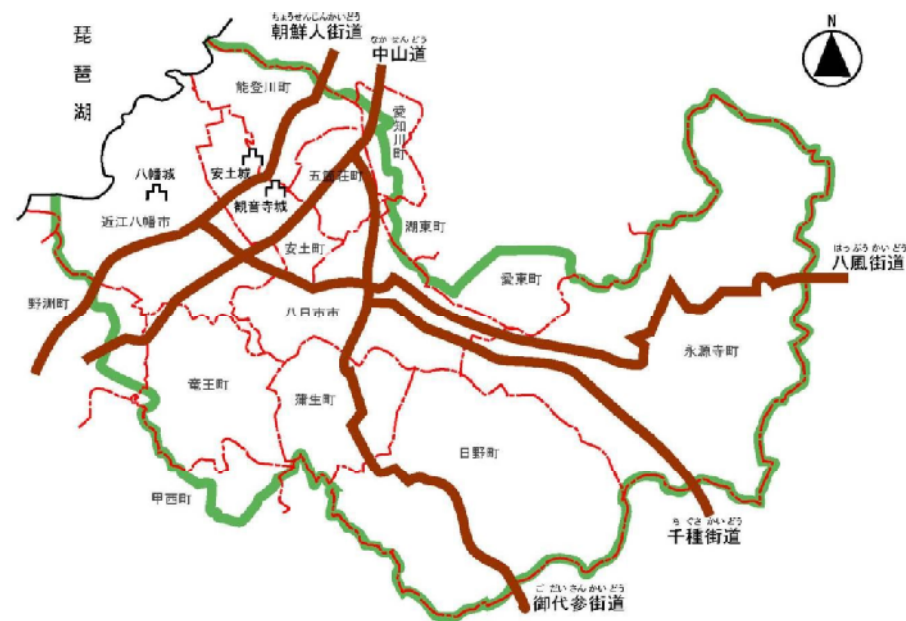 ちょうせんじんかいどう
朝鮮人街道
なかせんどう
中山道
N
琵琶湖
能登川町
愛知川町
八幡城
安土城
五個荘町
観音寺城
近江八幡市
湖東町
安土町
愛東町
はっぷうかいどう
八風街道
野洲町
八日市市
永源寺町
竜王町
蒲生町
日野町
甲西町
ちぐさかいどう
千種街道
ごだいさんかいどう
御代参街道